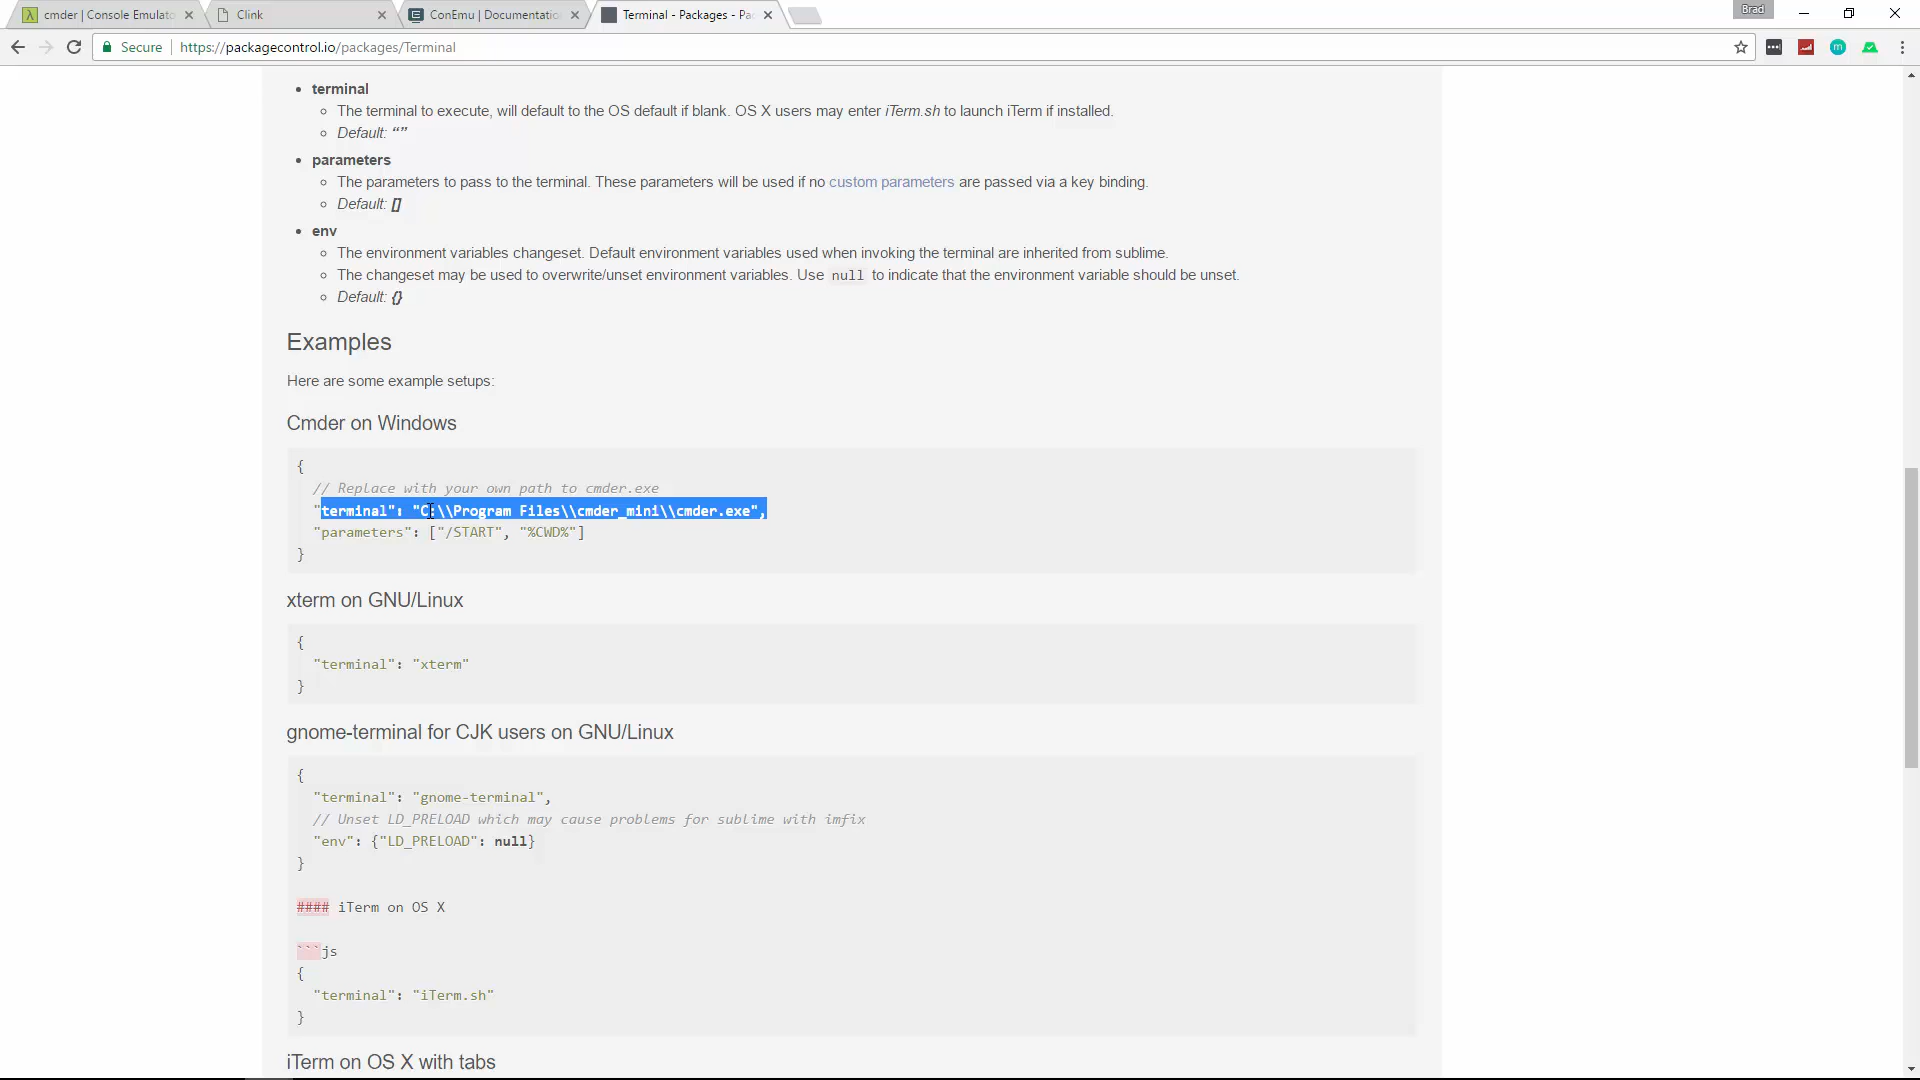 cmder | Console Emulato
Clink
ConEmu | Documentatio
Terminal - Packages - Pac
Brad
Secure
https://packagecontrol.io/packages/Terminal
terminal
The terminal to execute, will default to the OS default if blank. OS X users may enter iTerm.sh to launch iTerm if installed.
Default: “”
parameters
The parameters to pass to the terminal. These parameters will be used if no custom parameters are passed via a key binding.
Default: []
env
The environment variables changeset. Default environment variables used when invoking the terminal are inherited from sublime.
The changeset may be used to overwrite/unset environment variables. Use null to indicate that the environment variable should be unset.
Default: {}
Examples
Here are some example setups:
Cmder on Windows
{
// Replace with your own path to cmder.exe
"terminal": "C:\\Program Files\\cmder_mini\\cmder.exe",
"parameters": ["/START", "%CWD%"]
}
xterm on GNU/Linux
{
"terminal": "xterm"
}
gnome-terminal for CJK users on GNU/Linux
{
"terminal": "gnome-terminal",
// Unset LD_PRELOAD which may cause problems for sublime with imfix
"env": {"LD_PRELOAD": null}
}
#### iTerm on OS X
```js
{
"terminal": "iTerm.sh"
}
iTerm on OS X with tabs